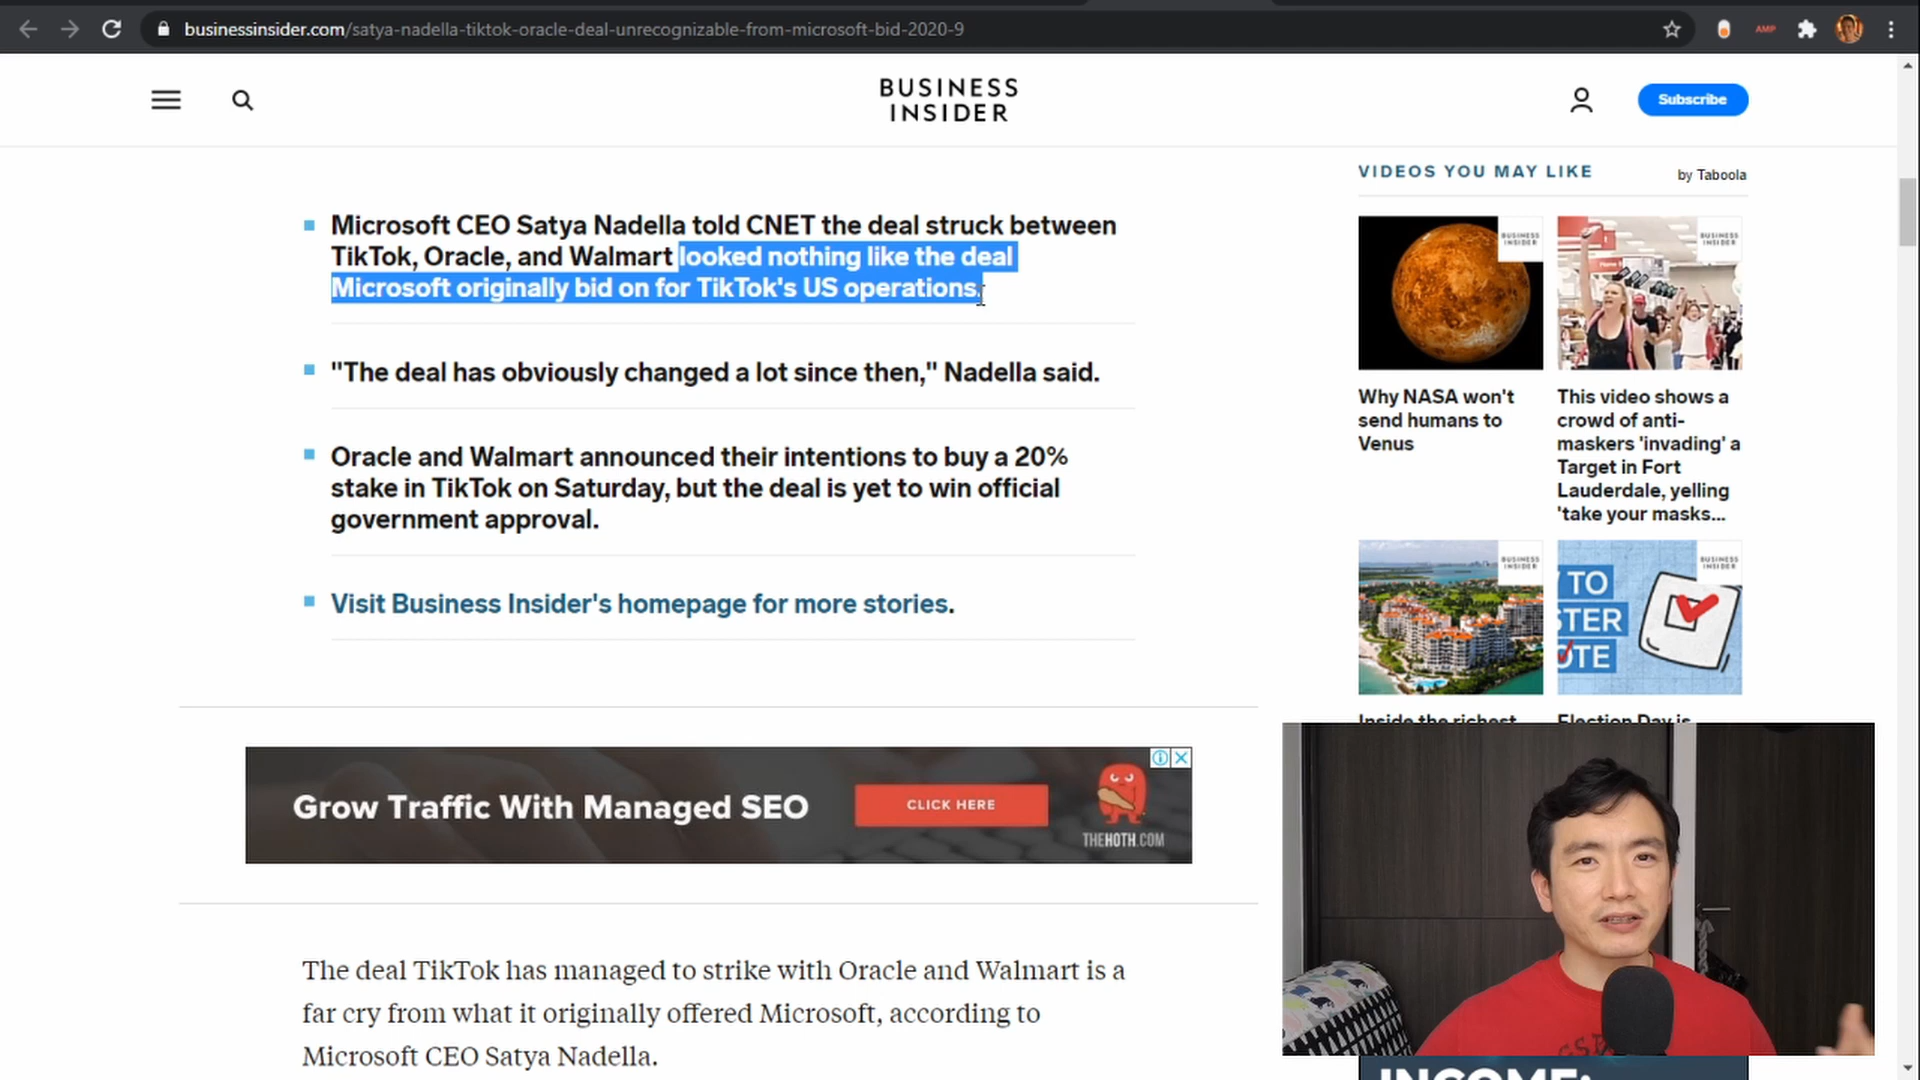 businessinsider.com/satya-nadella-tiktok-oracle-deal-unrecognizable-from-microsoft-bid-2020-9
AMP
BUSINESS
INSIDER
Subscribe
Microsoft CEO Satya Nadella told CNET the deal struck between
TikTok, Oracle, and Walmart looked nothing like the deal
Microsoft originally bid on for TikTok's US operations.
"The deal has obviously changed a lot since then," Nadella said.
Oracle and Walmart announced their intentions to buy a 20%
stake in TikTok on Saturday, but the deal is yet to win official
government approval.
Visit Business Insider's homepage for more stories.
Grow Traffic With Managed SEO
CLICK HERE
THEHOTH.COM
The deal TikTok has managed to strike with Oracle and Walmart is a
far cry from what it originally offered Microsoft, according to
Microsoft CEO Satya Nadella.
VIDEOS YOU MAY LIKE
by Taboola
BUSINESS
INSIDER
Why NASA won't
send humans to
Venus
BUSINESS
INSIDER
This video shows a
crowd of anti-
maskers 'invading' a
Target in Fort
Lauderdale, yelling
'take your masks...
BUSINESS
INSIDER
Inside the richest
BUSINESS
INSIDER
TO
STER
OTE
Election Day is
INCOME: